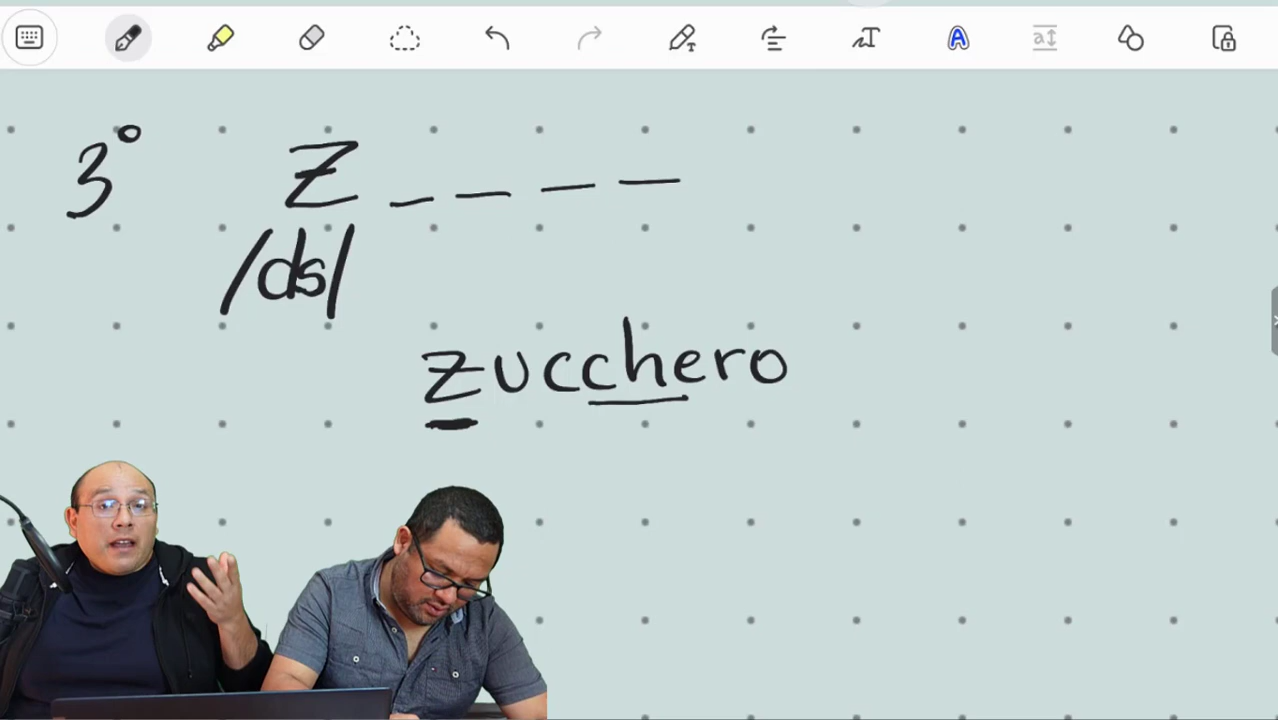 3° Z _ _ _ _
/ds/
zucchero